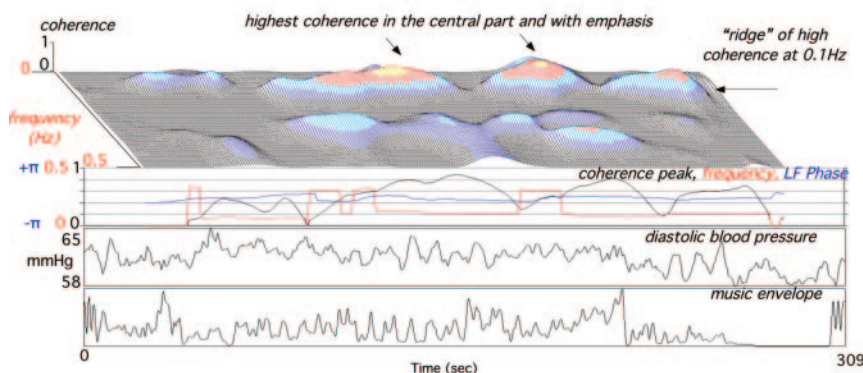 coherence
highest coherence in the central part and with emphasis
"ridge" of high
coherence at 0.1Hz
1
0
0
frequency
(Hz)
0.5
+π 0.5 1
coherence peak, frequency, LF Phase
-π 0 0
65
mmHg
58
diastolic blood pressure
music envelope
0
Time (sec)
309